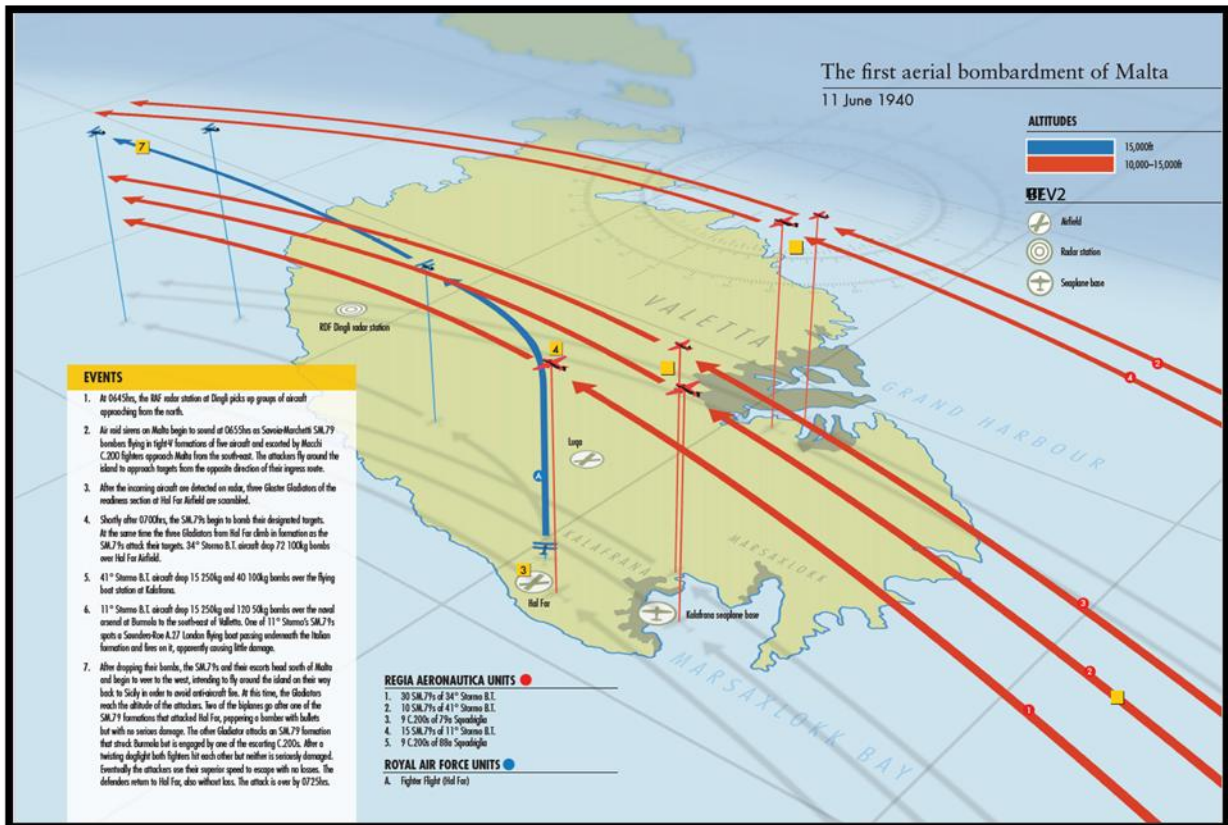 The first aerial bombardment of Malta
11 June 1940
ALTITUDES
15,000ft
10,000–15,000ft
Airfield
Radar station
Seaplane base
7
4
3
2
4
3
2
1
A
VALETTA
GRAND HARBOUR
RDF Dingli radar station
Luqa
KALAFRANA
MARSAXLOKK
Hal Far
Kalafrana seaplane base
MARSAXLOKK BAY
EVENTS
1. At 0645hrs, the RAF radar station at Dingli picks up groups of aircraft
approaching from the north.
2. Air raid sirens on Malta begin to sound at 0655hrs as Savoia-Marchetti SM.79
bombers flying in tight-V formations of five aircraft and escorted by Macchi
C.200 fighters approach Malta from the south-east. The attackers fly around the
island to approach targets from the opposite direction of their ingress route.
3. After the incoming aircraft are detected on radar, three Gloster Gladiators of the
readiness section at Hal Far Airfield are scrambled.
4. Shortly after 0700hrs, the SM.79s begin to bomb their designated targets.
At the same time the three Gladiators from Hal Far climb in formation as the
SM.79s attack their targets. 34° Stormo B.T. aircraft drop 72 100kg bombs
over Hal Far Airfield.
5. 41° Stormo B.T. aircraft drop 15 250kg and 40 100kg bombs over the flying
boat station at Kalafrana.
6. 11° Stormo B.T. aircraft drop 15 250kg and 120 50kg bombs over the naval
arsenal at Burmola to the south-east of Valletta. One of 11° Stormo's SM.79s
spots a Saunders-Roe A.27 London flying boat passing underneath the Italian
formation and fires on it, apparently causing little damage.
7. After dropping their bombs, the SM.79s and their escorts head south of Malta
and begin to veer to the west, intending to fly around the island on their way
back to Sicily in order to avoid anti-aircraft fire. At this time, the Gladiators
reach the altitude of the attackers. Two of the biplanes go after one of the
SM.79 formations that attacked Hal Far, peppering a bomber with bullets
but with no serious damage. The other Gladiator attacks an SM.79 formation
that struck Burmola but is engaged by one of the escorting C.200s. After a
twisting dogfight both fighters hit each other but neither is seriously damaged.
Eventually the attackers use their superior speed to escape with no losses. The
defenders return to Hal Far, also without loss. The attack is over by 0725hrs.
REGIA AERONAUTICA UNITS
1. 30 SM.79s of 34° Stormo B.T.
2. 10 SM.79s of 41° Stormo B.T.
3. 9 C.200s of 79a Squadriglia
4. 15 SM.79s of 11° Stormo B.T.
5. 9 C.200s of 88a Squadriglia
ROYAL AIR FORCE UNITS
A. Fighter Flight (Hal Far)